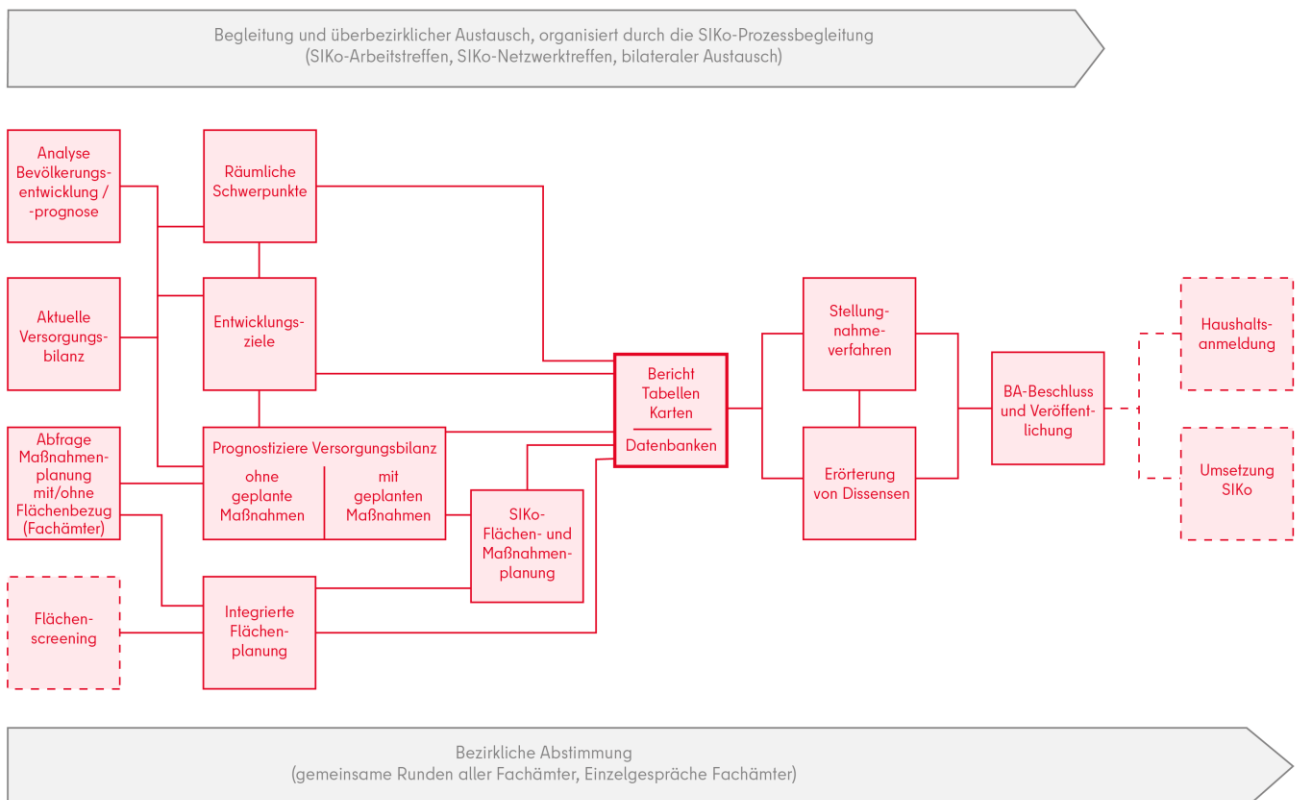 Begleitung und überbezirklicher Austausch, organisiert durch die SIKo-Prozessbegleitung
(SIKo-Arbeitstreffen, SIKo-Netzwerktreffen, bilateraler Austausch)
Analyse
Bevölkerungs-
entwicklung /
-prognose
Räumliche
Schwerpunkte
Aktuelle
Versorgungs-
bilanz
Entwicklungs-
ziele
Abfrage
Maßnahmen-
planung
mit/ohne
Flächenbezug
(Fachämter)
Prognostiziere Versorgungsbilanz
ohne
geplante
Maßnahmen
mit
geplanten
Maßnahmen
SIKo-
Flächen- und
Maßnahmen-
planung
Flächen-
screening
Integrierte
Flächen-
planung
Bericht
Tabellen
Karten
Datenbanken
Stellung-
nahme-
verfahren
Erörterung
von Dissensen
BA-Beschluss
und Veröffent-
lichung
Haushalts-
anmeldung
Umsetzung
SIKo
Bezirkliche Abstimmung
(gemeinsame Runden aller Fachämter, Einzelgespräche Fachämter)